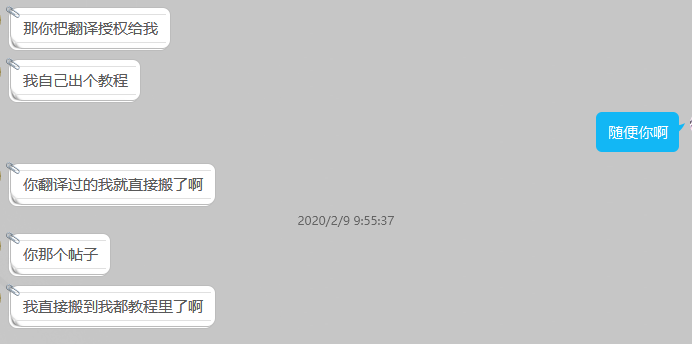 那你把翻译授权给我
我自己出个教程
随便你啊
你翻译过的我就直接搬了啊
2020/2/9 9:55:37
你那个帖子
我直接搬到我都教程里了啊